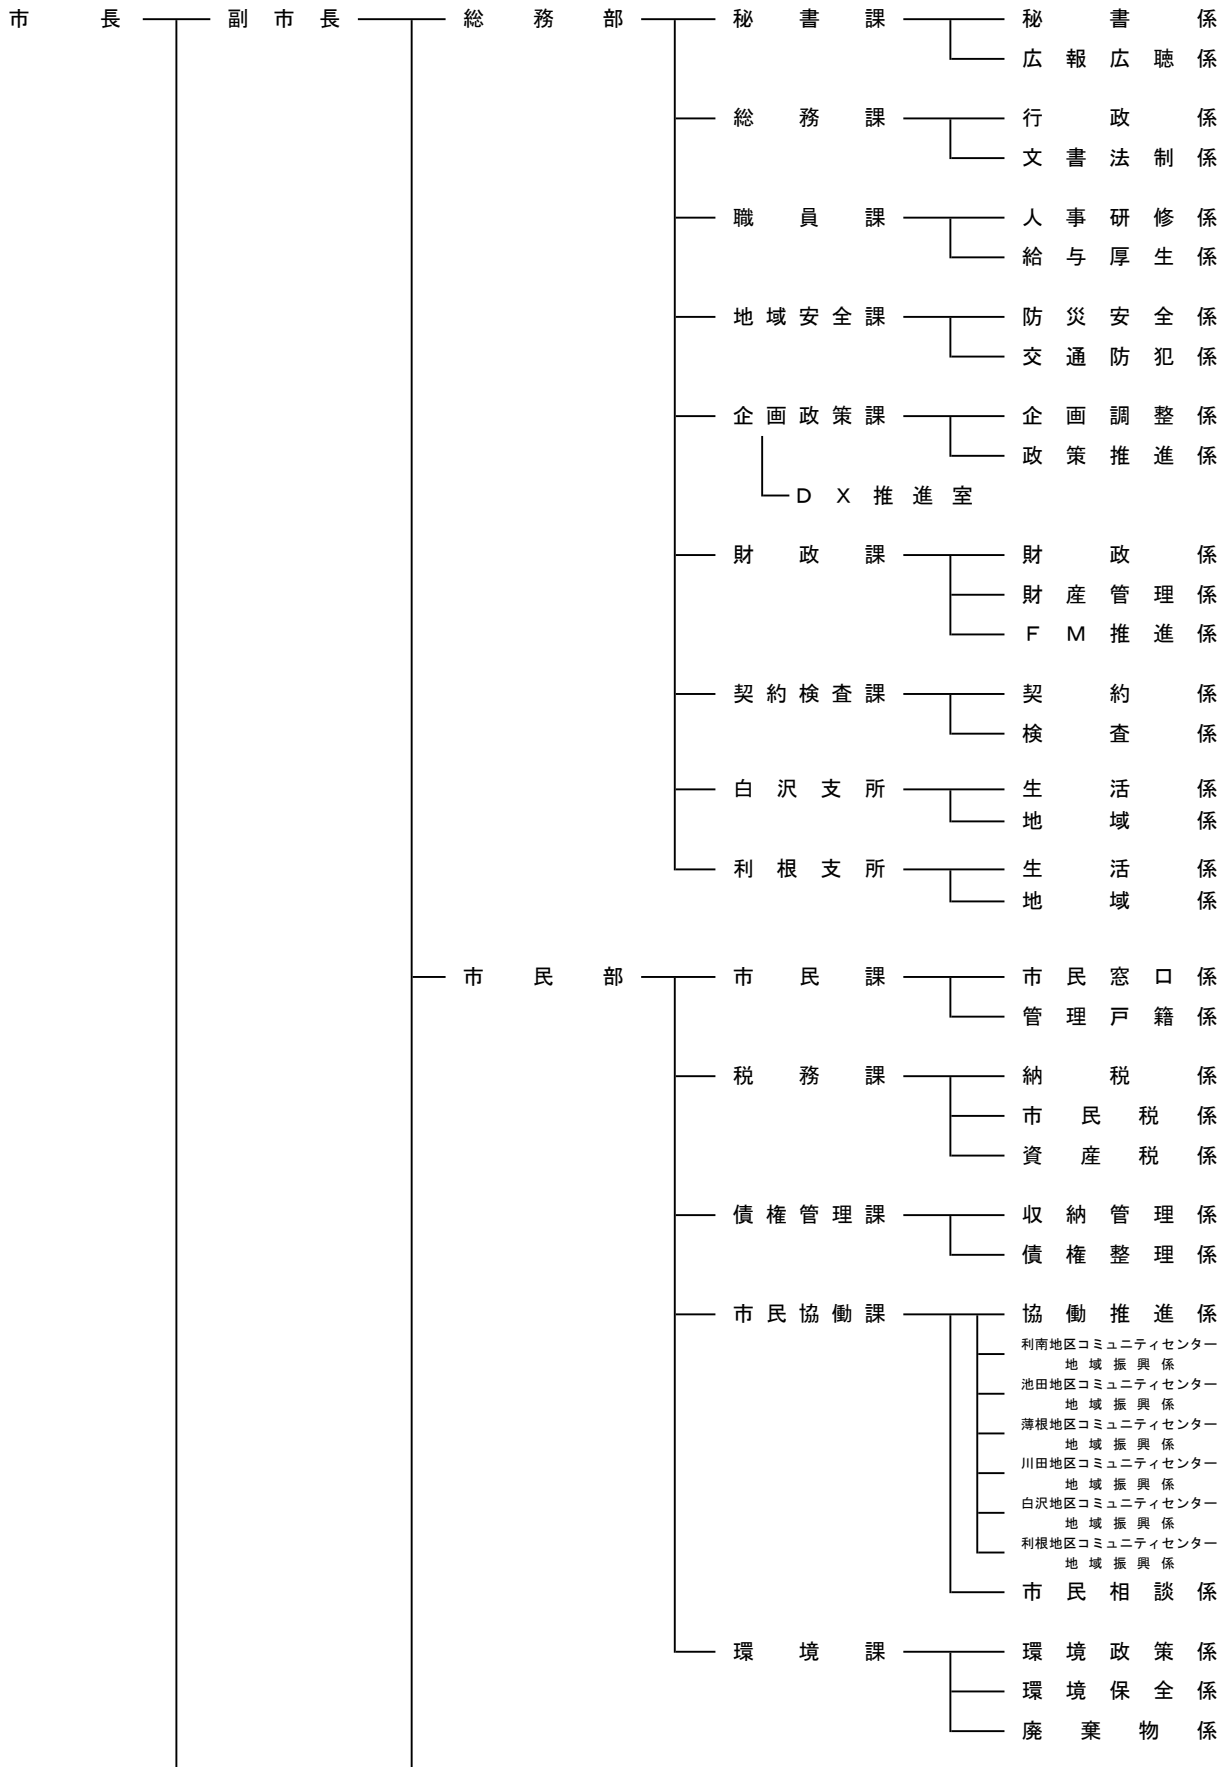 市長 副市長 総務部 秘書課 秘書係
広報広聴係
総務課 行政係
文書法制係
職員課 人事研修係
給与厚生係
地域安全課 防災安全係
交通防犯係
企画政策課 企画調整係
政策推進係
ＤＸ推進室
財政課 財政係
財産管理係
ＦＭ推進係
契約検査課 契約係
検査係
白沢支所 生活係
地域係
利根支所 生活係
地域係
市民部 市民課 市民窓口係
管理戸籍係
税務課 納税係
市民税係
資産税係
債権管理課 収納管理係
債権整理係
市民協働課 協働推進係
利南地区コミュニティセンター
地域振興係
池田地区コミュニティセンター
地域振興係
薄根地区コミュニティセンター
地域振興係
川田地区コミュニティセンター
地域振興係
白沢地区コミュニティセンター
地域振興係
利根地区コミュニティセンター
地域振興係
市民相談係
環境課 環境政策係
環境保全係
廃棄物係